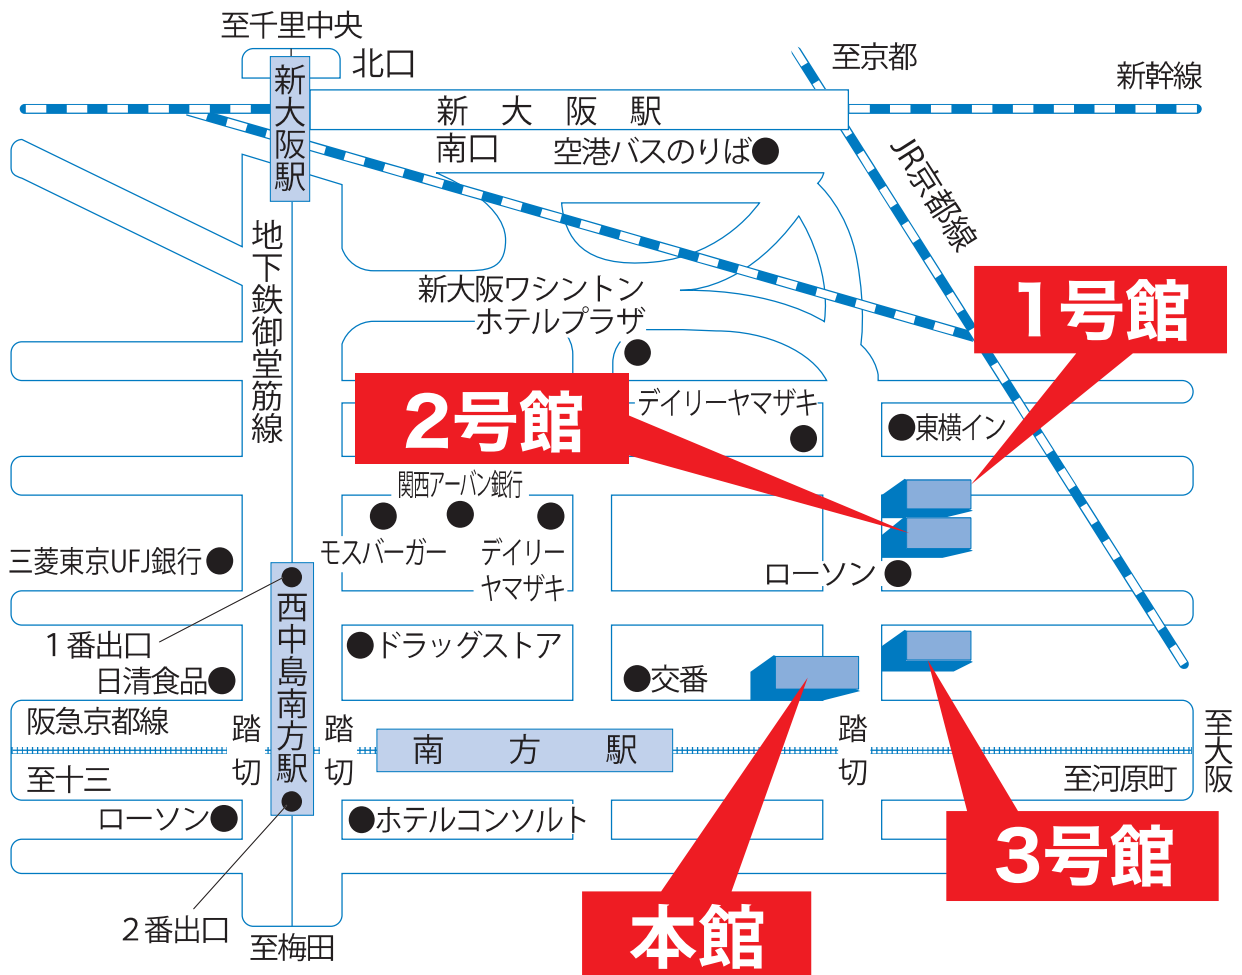 至千里中央
北口
至京都
新幹線
新大阪駅
新大阪駅
南口
空港バスのりば
JR京都線
地下鉄御堂筋線
新大阪ワシントン
ホテルプラザ
1号館
2号館
デイリーヤマザキ
東横イン
関西アーバン銀行
モスバーガー
デイリー
ヤマザキ
三菱東京UFJ銀行
ローソン
西中島南方駅
1番出口
ドラッグストア
日清食品
交番
阪急京都線
踏切
踏切
南方駅
踏切
至大阪
至十三
至河原町
ローソン
ホテルコンソルト
3号館
2番出口
至梅田
本館